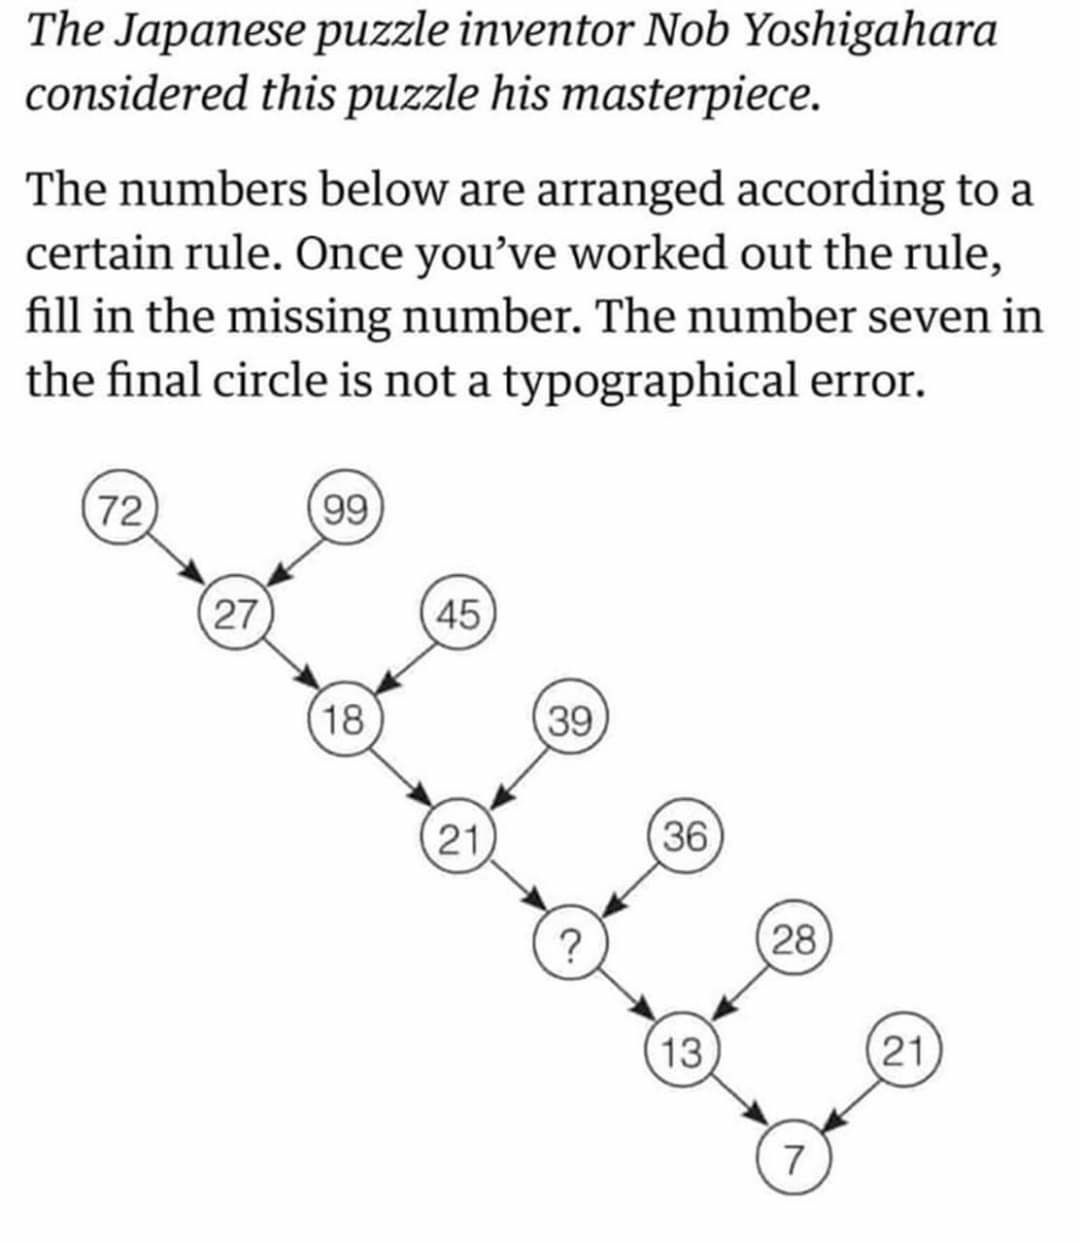 The Japanese puzzle inventor Nob Yoshigahara
considered this puzzle his masterpiece.
The numbers below are arranged according to a
certain rule. Once you’ve worked out the rule,
fill in the missing number. The number seven in
the final circle is not a typographical error.
72 99
27 45
18 39
21 36
? 28
13 21
7